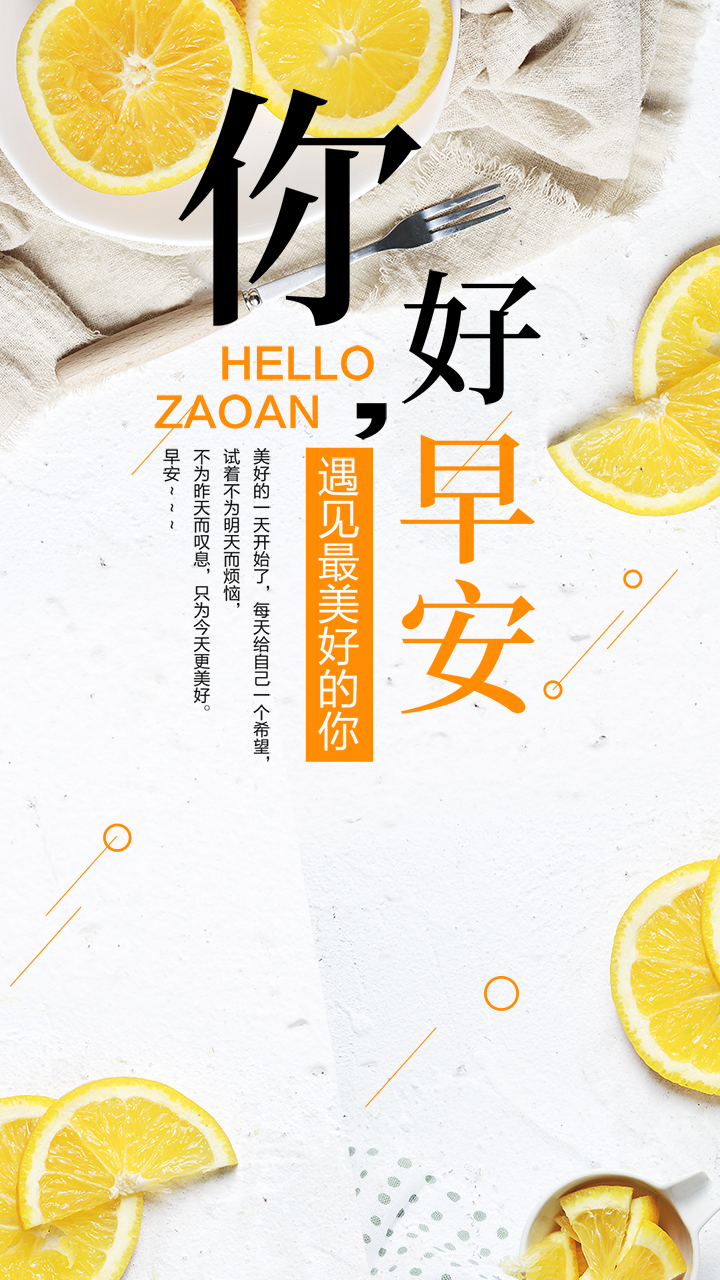 你好
，
早安
HELLO
ZAOAN
遇见最美好的你
美好的一天开始了，每天给自己一个希望，
试着不为明天而烦恼，
不为昨天而叹息，只为今天更美好。
早安~~~